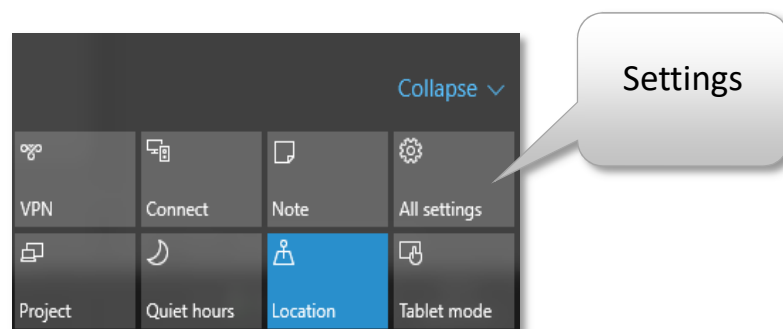 Settings
Collapse
VPN Connect Note All settings
Project Quiet hours Location Tablet mode